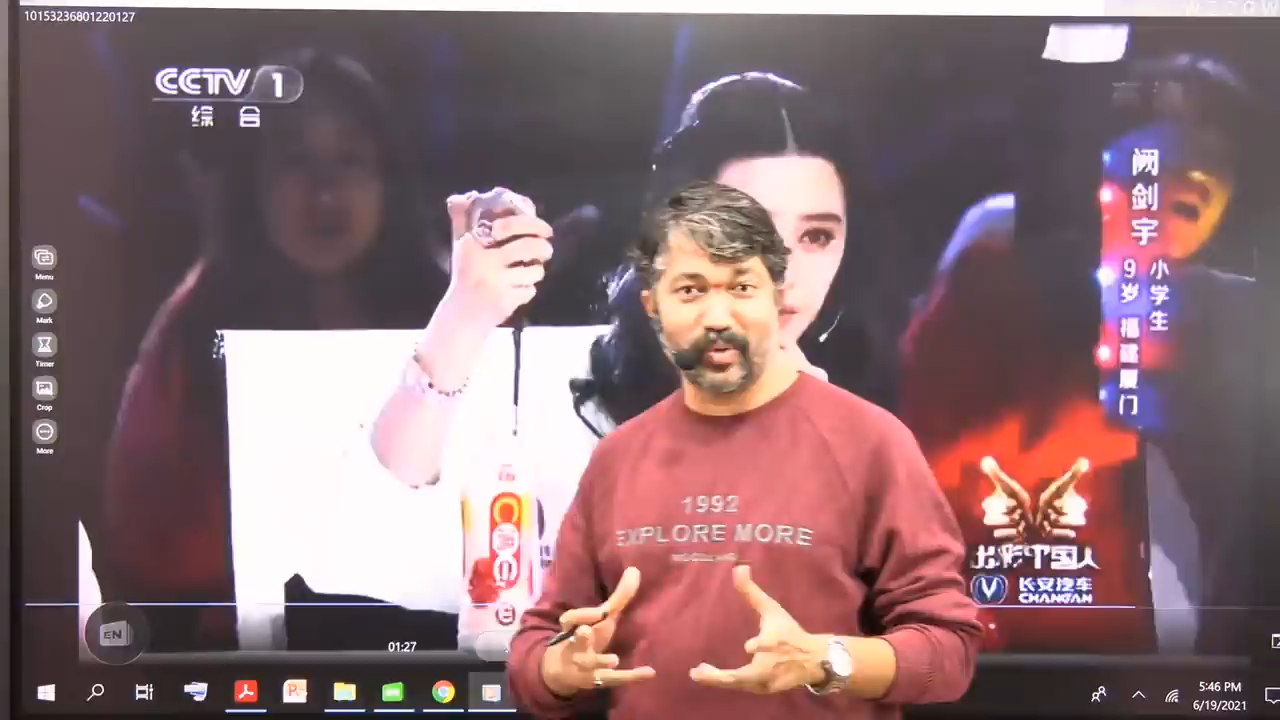 10153236801220127
CCTV 1
综合
阙剑宇
小学生
9岁 福建厦门
Menu
Mark
Timer
Crop
More
1992
EXPLORE MORE
出彩中国人
长安汽车
CHANGAN
EN
01:27
5:46 PM
6/19/2021